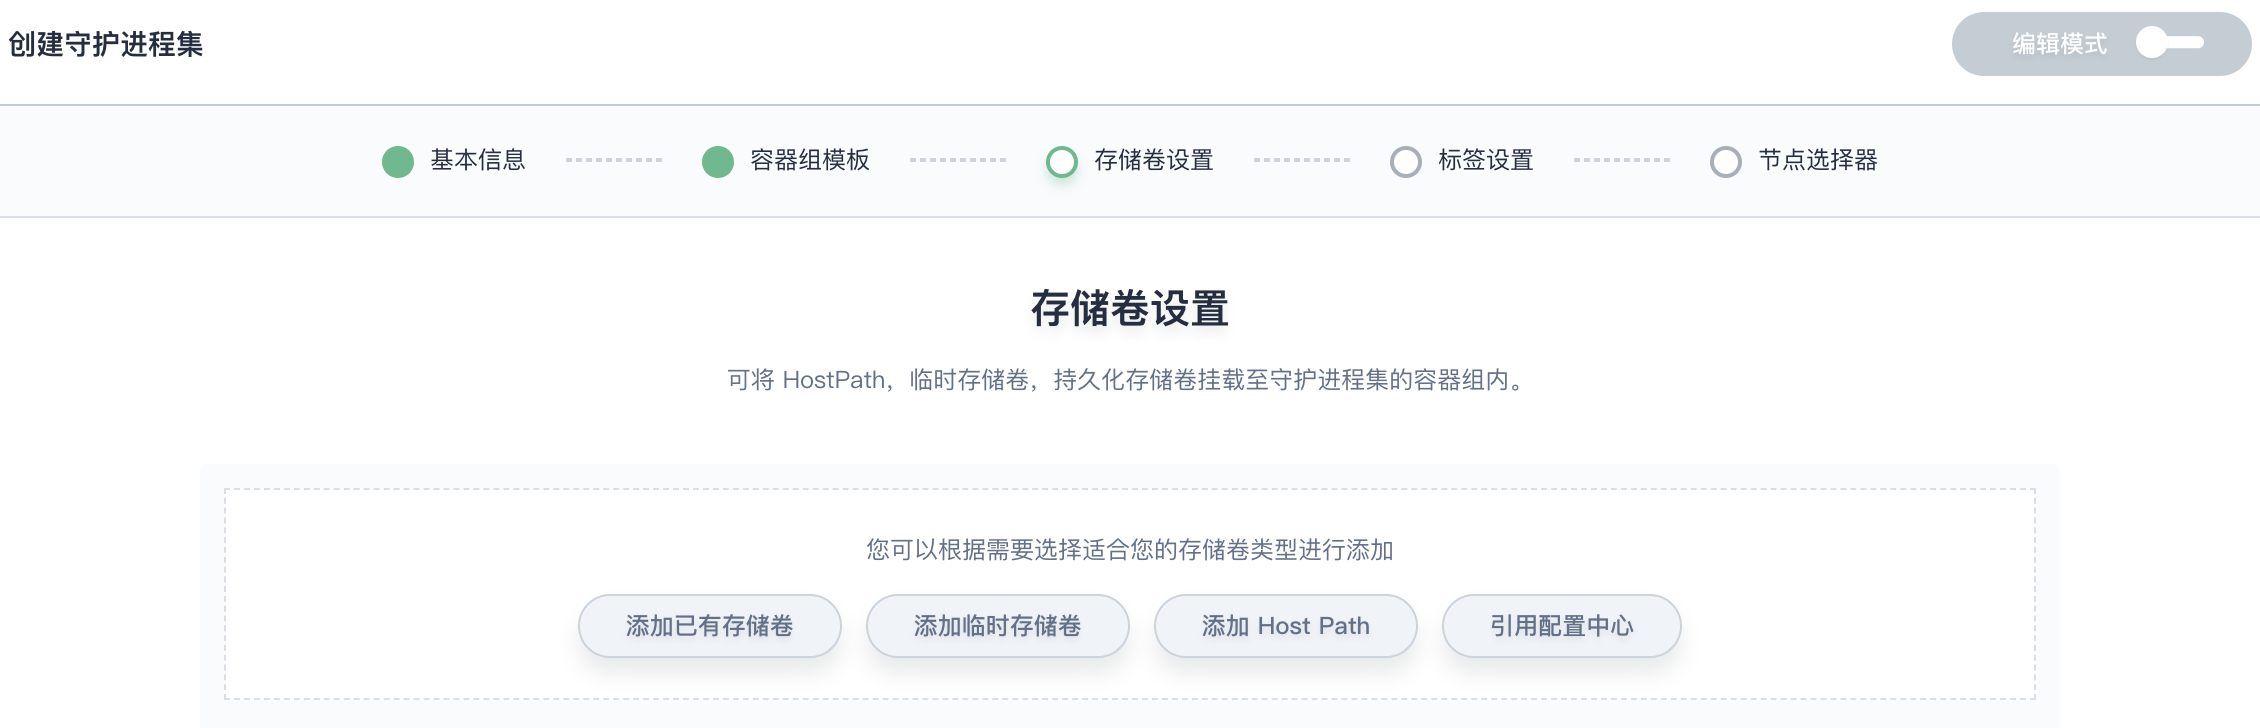 创建守护进程集
编辑模式
基本信息
容器组模板
存储卷设置
标签设置
节点选择器
存储卷设置
可将 HostPath，临时存储卷，持久化存储卷挂载至守护进程集的容器组内。
您可以根据需要选择适合您的存储卷类型进行添加
添加已有存储卷
添加临时存储卷
添加 Host Path
引用配置中心